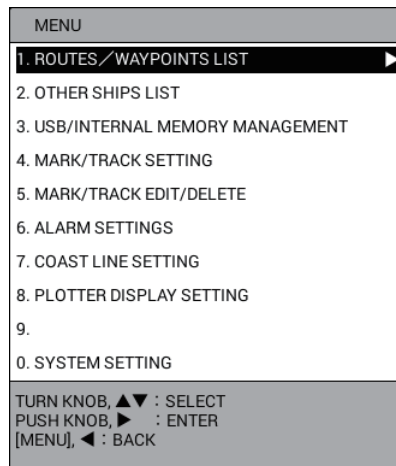 MENU
1. ROUTES／WAYPOINTS LIST ▶
2. OTHER SHIPS LIST
3. USB/INTERNAL MEMORY MANAGEMENT
4. MARK/TRACK SETTING
5. MARK/TRACK EDIT/DELETE
6. ALARM SETTINGS
7. COAST LINE SETTING
8. PLOTTER DISPLAY SETTING
9.
0. SYSTEM SETTING
TURN KNOB, ▲▼：SELECT
PUSH KNOB, ▶ ：ENTER
[MENU], ◀：BACK